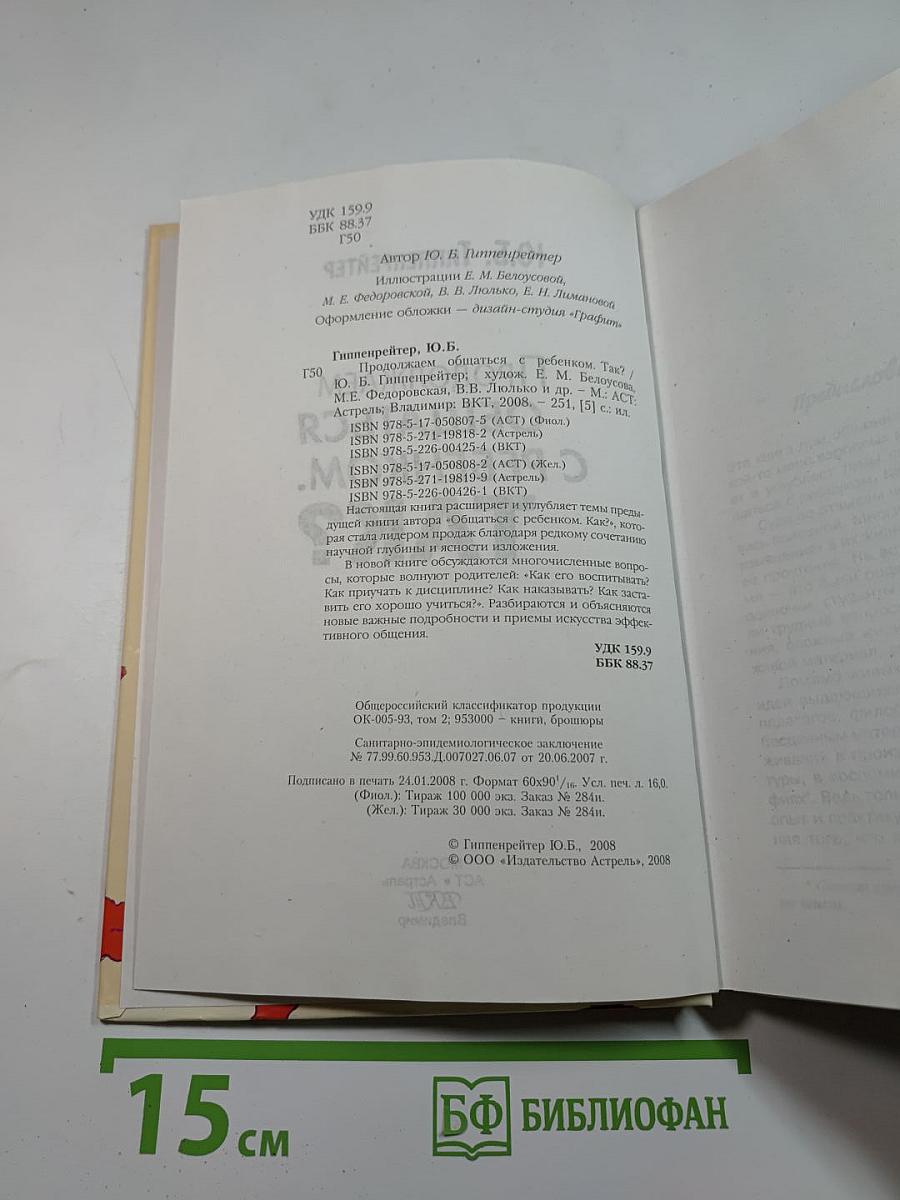 УДК 159.9
ББК 88.37
Г50
Автор Ю. Б. Гиппенрейтер
Иллюстрации Е. М. Белоусовой,
М. Е. Федоровской, В. В. Люлько, Е. Н. Лимановой
Оформление обложки — дизайн-студия «Графит»
Гиппенрейтер, Ю.Б.
Г50 Продолжаем общаться с ребенком. Так? /
Ю. Б. Гиппенрейтер; худож. Е. М. Белоусова,
М.Е. Федоровская, В.В. Люлько и др. – М.: АСТ:
Астрель; Владимир: ВКТ, 2008. – 251, [5] с.: ил.
ISBN 978-5-17-050807-5 (АСТ) (Фиол.)
ISBN 978-5-271-19818-2 (Астрель)
ISBN 978-5-226-00425-4 (ВКТ)
ISBN 978-5-17-050808-2 (АСТ) (Жел.)
ISBN 978-5-271-19819-9 (Астрель)
ISBN 978-5-226-00426-1 (ВКТ)
Настоящая книга расширяет и углубляет темы преды-
дущей книги автора «Общаться с ребенком. Как?», кото-
рая стала лидером продаж благодаря редкому сочетанию
научной глубины и ясности изложения.
В новой книге обсуждаются многочисленные вопро-
сы, которые волнуют родителей: «Как его воспитывать?
Как приучать к дисциплине? Как наказывать? Как заста-
вить его хорошо учиться?». Разбираются и объясняются
новые важные подробности и приемы искусства эффек-
тивного общения.
УДК 159.9
ББК 88.37
Общероссийский классификатор продукции
ОК-005-93, том 2; 953000 – книги, брошюры
Санитарно-эпидемиологическое заключение
№ 77.99.60.953.Д.007027.06.07 от 20.06.2007 г.
Подписано в печать 24.01.2008 г. Формат 60х90 1/16. Усл. печ. л. 16,0.
(Фиол.): Тираж 100 000 экз. Заказ № 284и.
(Жел.): Тираж 30 000 экз. Заказ № 284и.
© Гиппенрейтер Ю.Б., 2008
© ООО «Издательство Астрель», 2008
15 см
БФ БИБЛИОФАН